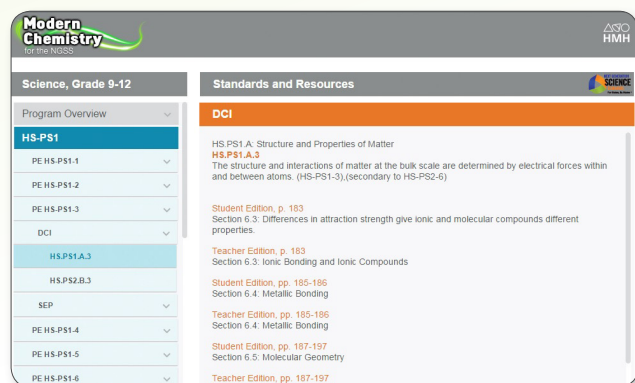 Modern
Chemistry
for the NGSS
HMH
Science, Grade 9-12
Program Overview
HS-PS1
PE HS-PS1-1
PE HS-PS1-2
PE HS-PS1-3
DCI
HS.PS1.A.3
HS.PS2.B.3
SEP
PE HS-PS1-4
PE HS-PS1-5
PE HS-PS1-6
Standards and Resources
SCIENCE
DCI
HS.PS1.A: Structure and Properties of Matter
HS.PS1.A.3
The structure and interactions of matter at the bulk scale are determined by electrical forces within
and between atoms. (HS-PS1-3),(secondary to HS-PS2-6)
Student Edition, p. 183
Section 6.3: Differences in attraction strength give ionic and molecular compounds different
properties.
Teacher Edition, p. 183
Section 6.3: Ionic Bonding and Ionic Compounds
Student Edition, pp. 185-186
Section 6.4: Metallic Bonding
Teacher Edition, pp. 185-186
Section 6.4: Metallic Bonding
Student Edition, pp. 187-197
Section 6.5: Molecular Geometry
Teacher Edition, pp. 187-197